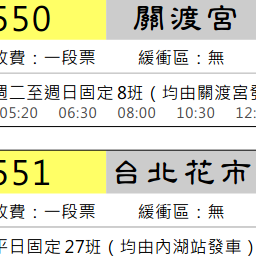 550 關渡宮
收費：一段票 緩衝區：無
週二至週日固定8班（均由關渡宮發
05:20 06:30 08:00 10:30 12:
551 台北花市
收費：一段票 緩衝區：無
平日固定27班（均由內湖站發車）